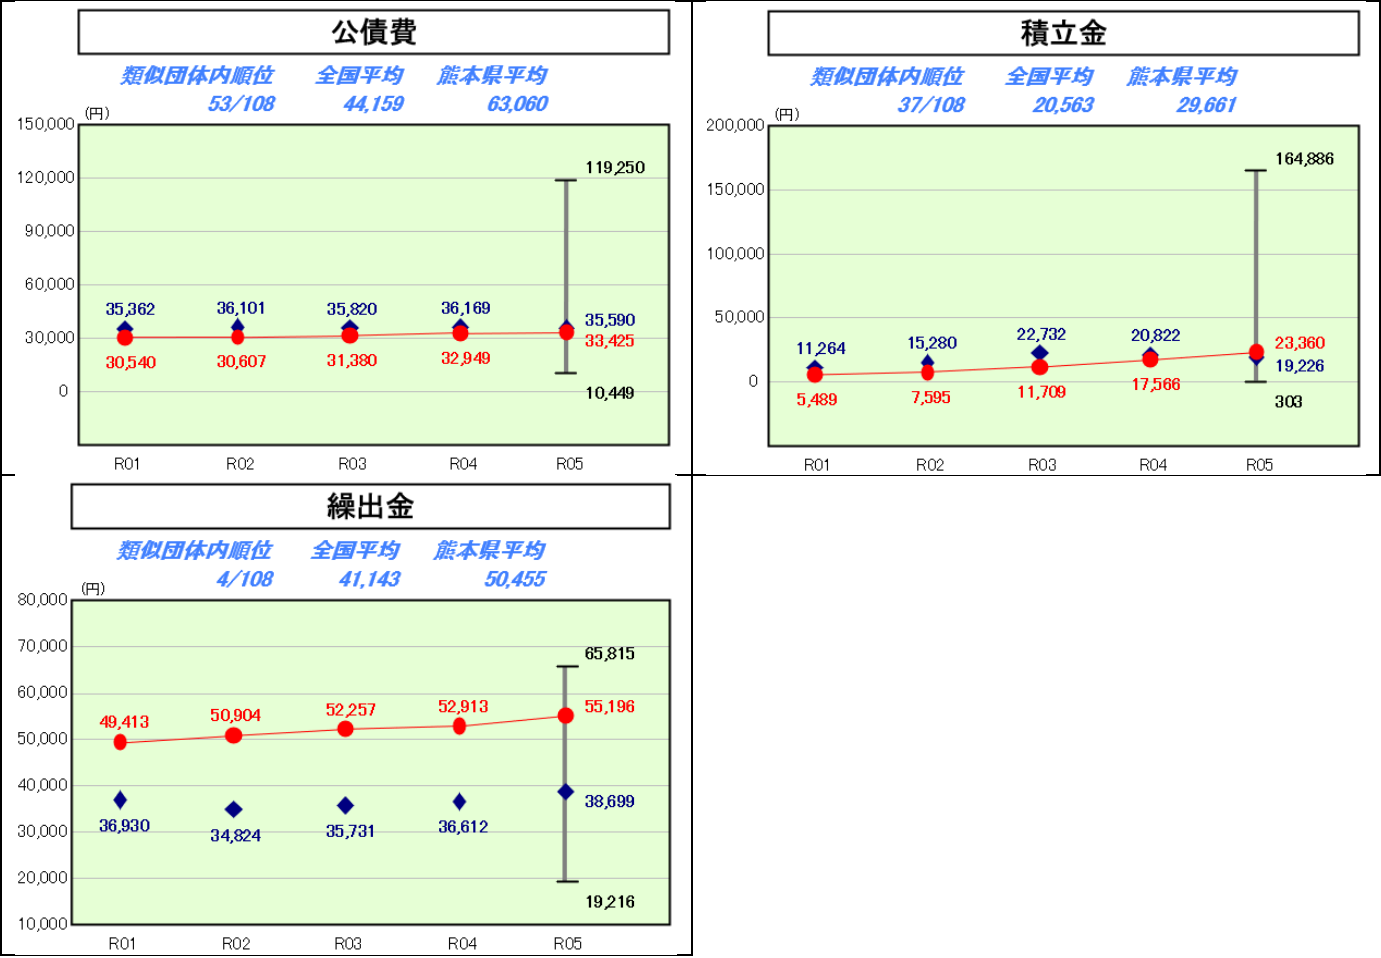 公債費
類似団体内順位 全国平均 熊本県平均
53/108 44,159 63,060
(円)
150,000
120,000
90,000
60,000
30,000
0
119,250
35,362 36,101 35,820 36,169 35,590
30,540 30,607 31,380 32,949 33,425
10,449
R01 R02 R03 R04 R05
積立金
類似団体内順位 全国平均 熊本県平均
37/108 20,563 29,661
(円)
200,000
150,000
100,000
50,000
0
164,886
11,264 15,280 22,732 20,822 23,360
5,489 7,595 11,709 17,566 19,226
303
R01 R02 R03 R04 R05
繰出金
類似団体内順位 全国平均 熊本県平均
4/108 41,143 50,455
(円)
80,000
70,000
60,000
50,000
40,000
30,000
20,000
10,000
65,815
49,413 50,904 52,257 52,913 55,196
36,930 34,824 35,731 36,612 38,699
19,216
R01 R02 R03 R04 R05